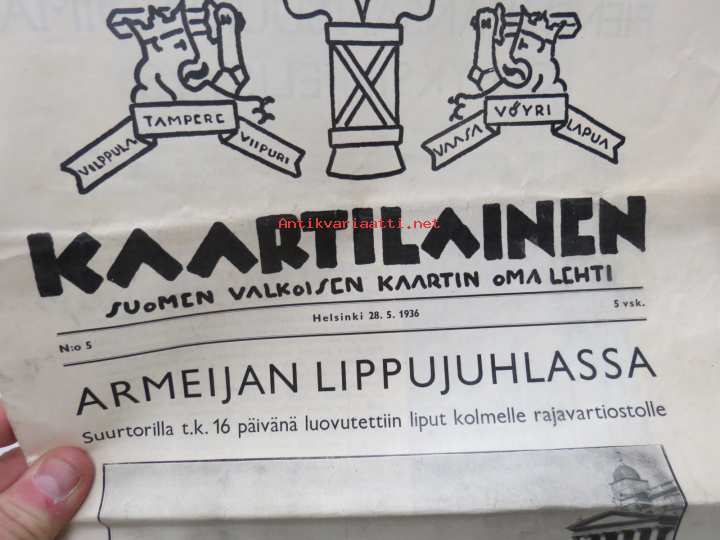 VILPPULA TAMPERE VIIPURI
VAASA VÖYRI LAPUA
Antikvariaatti.net
KAARTILAINEN
SUOMEN VALKOISEN KAARTIN OMA LEHTI
N:o 5 Helsinki 28. 5. 1936 5 vsk.
ARMEIJAN LIPPUJUHLASSA
Suurtorilla t.k. 16 päivänä luovutettiin liput kolmelle rajavartiostolle